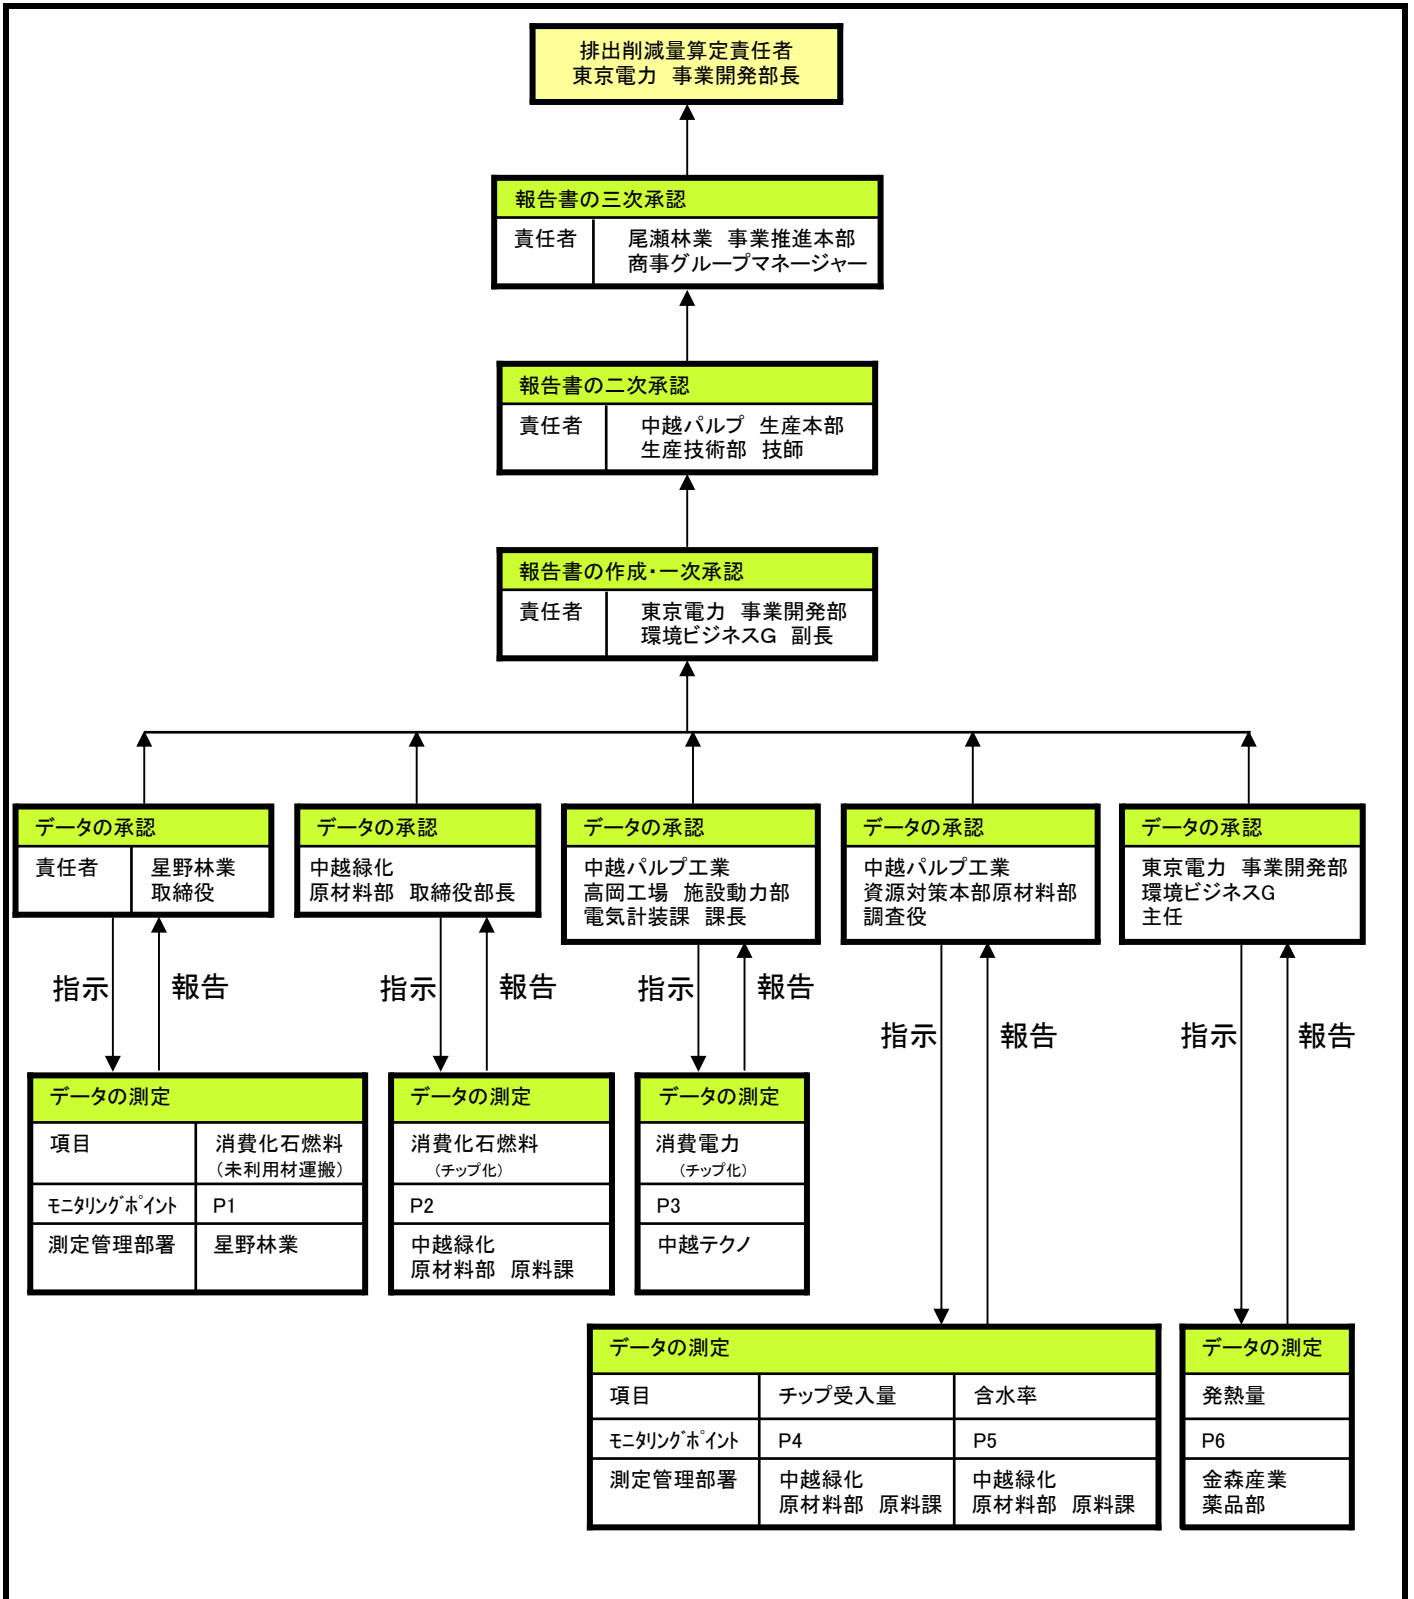 排出削減量算定責任者
東京電力　事業開発部長
報告書の三次承認
責任者
尾瀬林業　事業推進本部
商事グループマネージャー
報告書の二次承認
責任者
中越パルプ　生産本部
生産技術部　技師
報告書の作成・一次承認
責任者
東京電力　事業開発部
環境ビジネスG　副長
データの承認
責任者
星野林業
取締役
データの承認
中越緑化
原材料部　取締役部長
データの承認
中越パルプ工業
高岡工場　施設動力部
電気計装課　課長
データの承認
中越パルプ工業
資源対策本部原材料部
調査役
データの承認
東京電力　事業開発部
環境ビジネスG
主任
指示
報告
指示
報告
指示
報告
指示
報告
指示
報告
データの測定
項目
消費化石燃料
（未利用材運搬）
ﾓﾆﾀﾘﾝｸﾞﾎﾟｲﾝﾄ
P1
測定管理部署
星野林業
データの測定
消費化石燃料
（チップ化）
P2
中越緑化
原材料部　原料課
データの測定
消費電力
（チップ化）
P3
中越テクノ
データの測定
項目
チップ受入量
含水率
ﾓﾆﾀﾘﾝｸﾞﾎﾟｲﾝﾄ
P4
P5
測定管理部署
中越緑化
原材料部　原料課
中越緑化
原材料部　原料課
データの測定
発熱量
P6
金森産業
薬品部